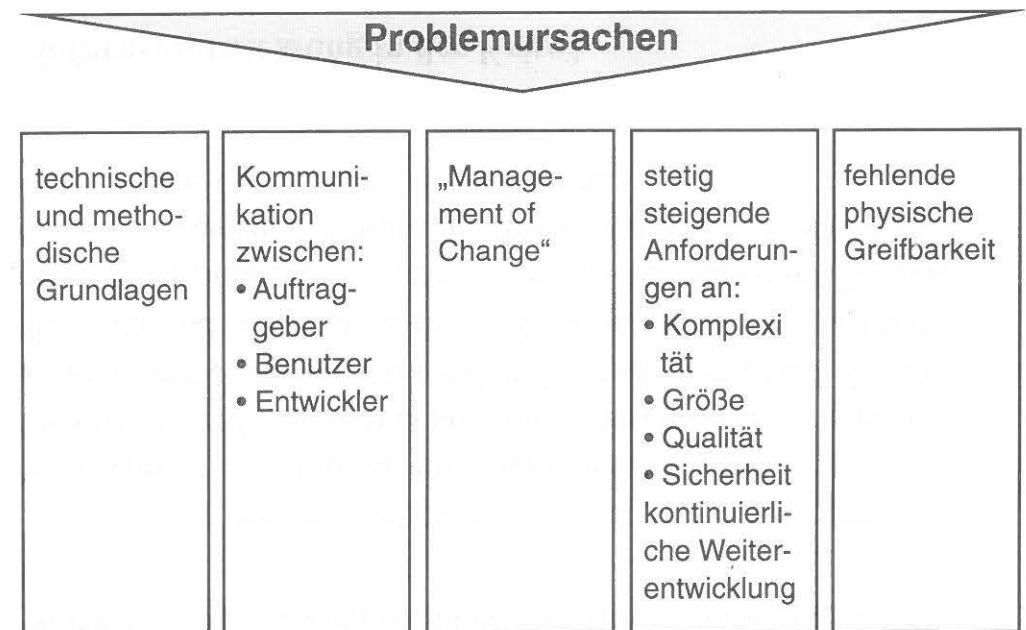 Problemursachen
technische
und metho-
dische
Grundlagen
Kommuni-
kation
zwischen:
• Auftrag-
geber
• Benutzer
• Entwickler
„Manage-
ment of
Change“
stetig
steigende
Anforderun-
gen an:
• Komplexi
tät
• Größe
• Qualität
• Sicherheit
kontinuierli-
che Weiter-
entwicklung
fehlende
physische
Greifbarkeit